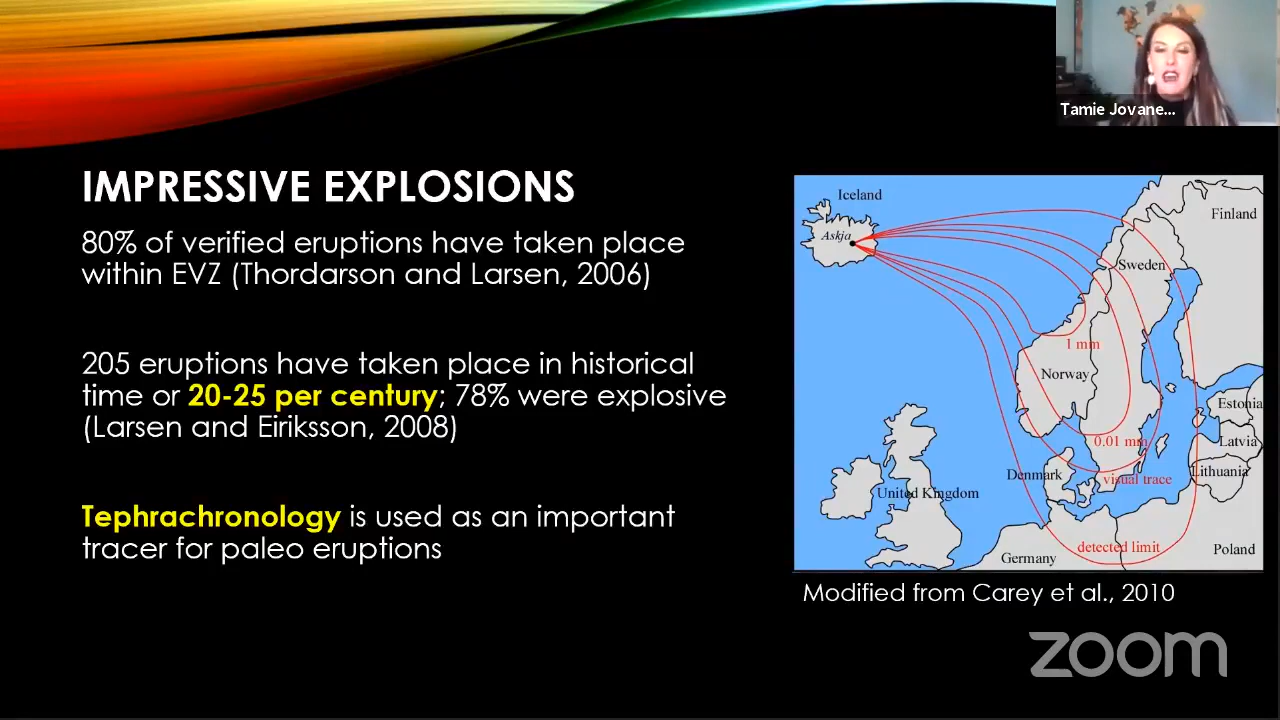 Tamie Jovane...
IMPRESSIVE EXPLOSIONS
80% of verified eruptions have taken place
within EVZ (Thordarson and Larsen, 2006)
205 eruptions have taken place in historical
time or 20-25 per century; 78% were explosive
(Larsen and Eiriksson, 2008)
Tephrachronology is used as an important
tracer for paleo eruptions
Iceland
Askja
Finland
Sweden
1 mm
Norway
Estonia
0.01 mm
Latvia
Lithuania
Denmark
visual trace
United Kingdom
detected limit
Germany
Poland
Modified from Carey et al., 2010
zoom